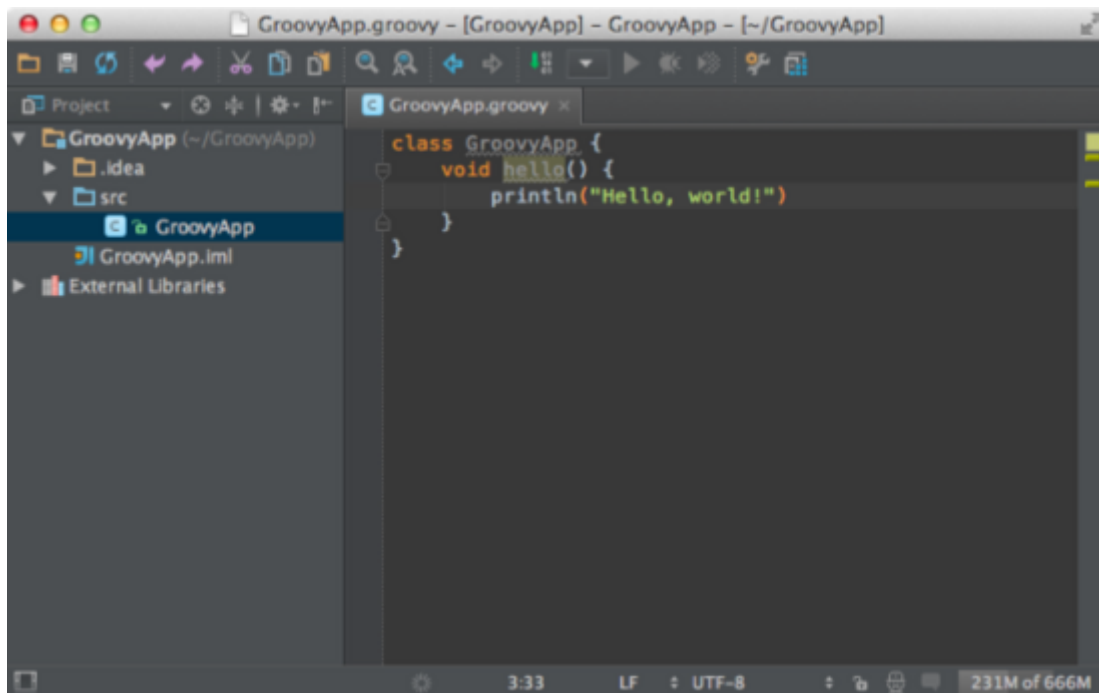 GroovyApp.groovy – [GroovyApp] – GroovyApp – [~/GroovyApp]
Project
GroovyApp.groovy
GroovyApp (~/GroovyApp)
.idea
src
GroovyApp
GroovyApp.iml
External Libraries
class GroovyApp {
void hello() {
println("Hello, world!")
}
}
3:33 LF UTF-8 231M of 666M